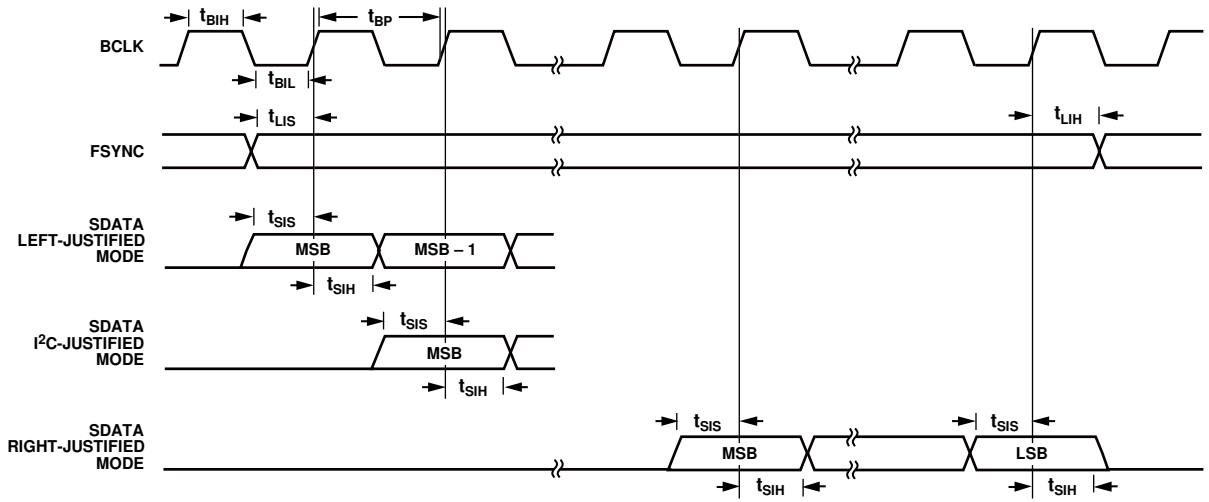 tBIH
tBP
BCLK
tBIL
tLIS
tLIH
FSYNC
SDATA
LEFT-JUSTIFIED
MODE
tSIS
MSB
MSB – 1
tSIH
SDATA
I²C-JUSTIFIED
MODE
tSIS
MSB
tSIH
SDATA
RIGHT-JUSTIFIED
MODE
tSIS
tSIS
MSB
LSB
tSIH
tSIH